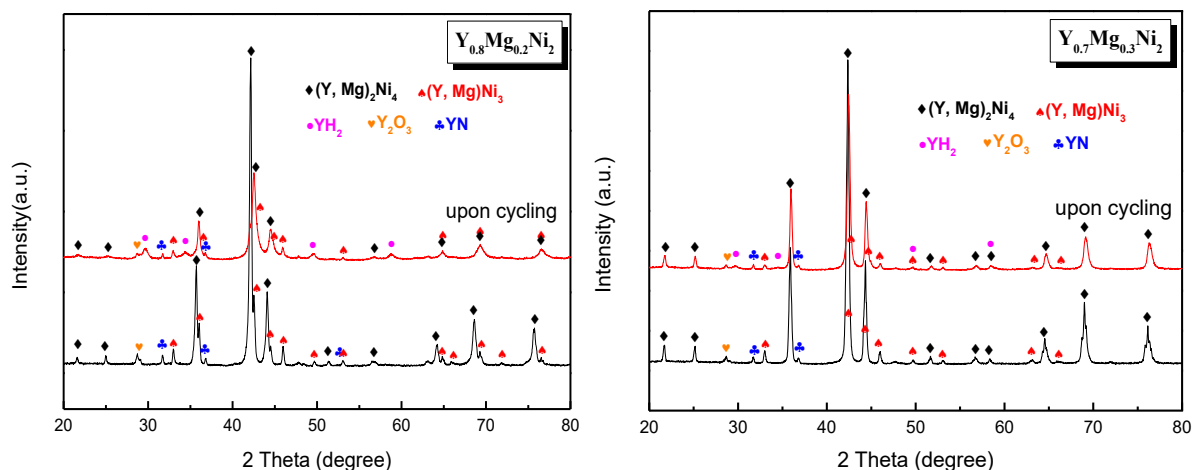 Y0.8Mg0.2Ni2
♦(Y, Mg)2Ni4 ♠(Y, Mg)Ni3
●YH2 ♥Y2O3 ♣YN
upon cycling
Intensity(a.u.)
20 30 40 50 60 70 80
2 Theta (degree)
Y0.7Mg0.3Ni2
♦(Y, Mg)2Ni4 ♠(Y, Mg)Ni3
●YH2 ♥Y2O3 ♣YN
upon cycling
Intensity (a.u.)
20 30 40 50 60 70 80
2 Theta (degree)